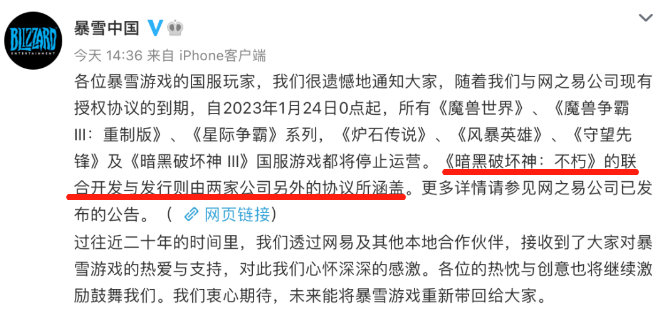 BLIZZARD
ENTERTAINMENT
暴雪中国
今天 14:36 来自 iPhone客户端
各位暴雪游戏的国服玩家，我们很遗憾地通知大家，随着我们与网之易公司现有
授权协议的到期，自2023年1月24日0点起，所有《魔兽世界》、《魔兽争霸
III：重制版》、《星际争霸》系列，《炉石传说》、《风暴英雄》、《守望先
锋》及《暗黑破坏神 III》国服游戏都将停止运营。《暗黑破坏神：不朽》的联
合开发与发行则由两家公司另外的协议所涵盖。更多详情请参见网之易公司已发
布的公告。（ 网页链接）
过往近二十年的时间里，我们透过网易及其他本地合作伙伴，接收到了大家对暴
雪游戏的热爱与支持，对此我们心怀深深的感激。各位的热忱与创意也将继续激
励鼓舞我们。我们衷心期待，未来能将暴雪游戏重新带回给大家。